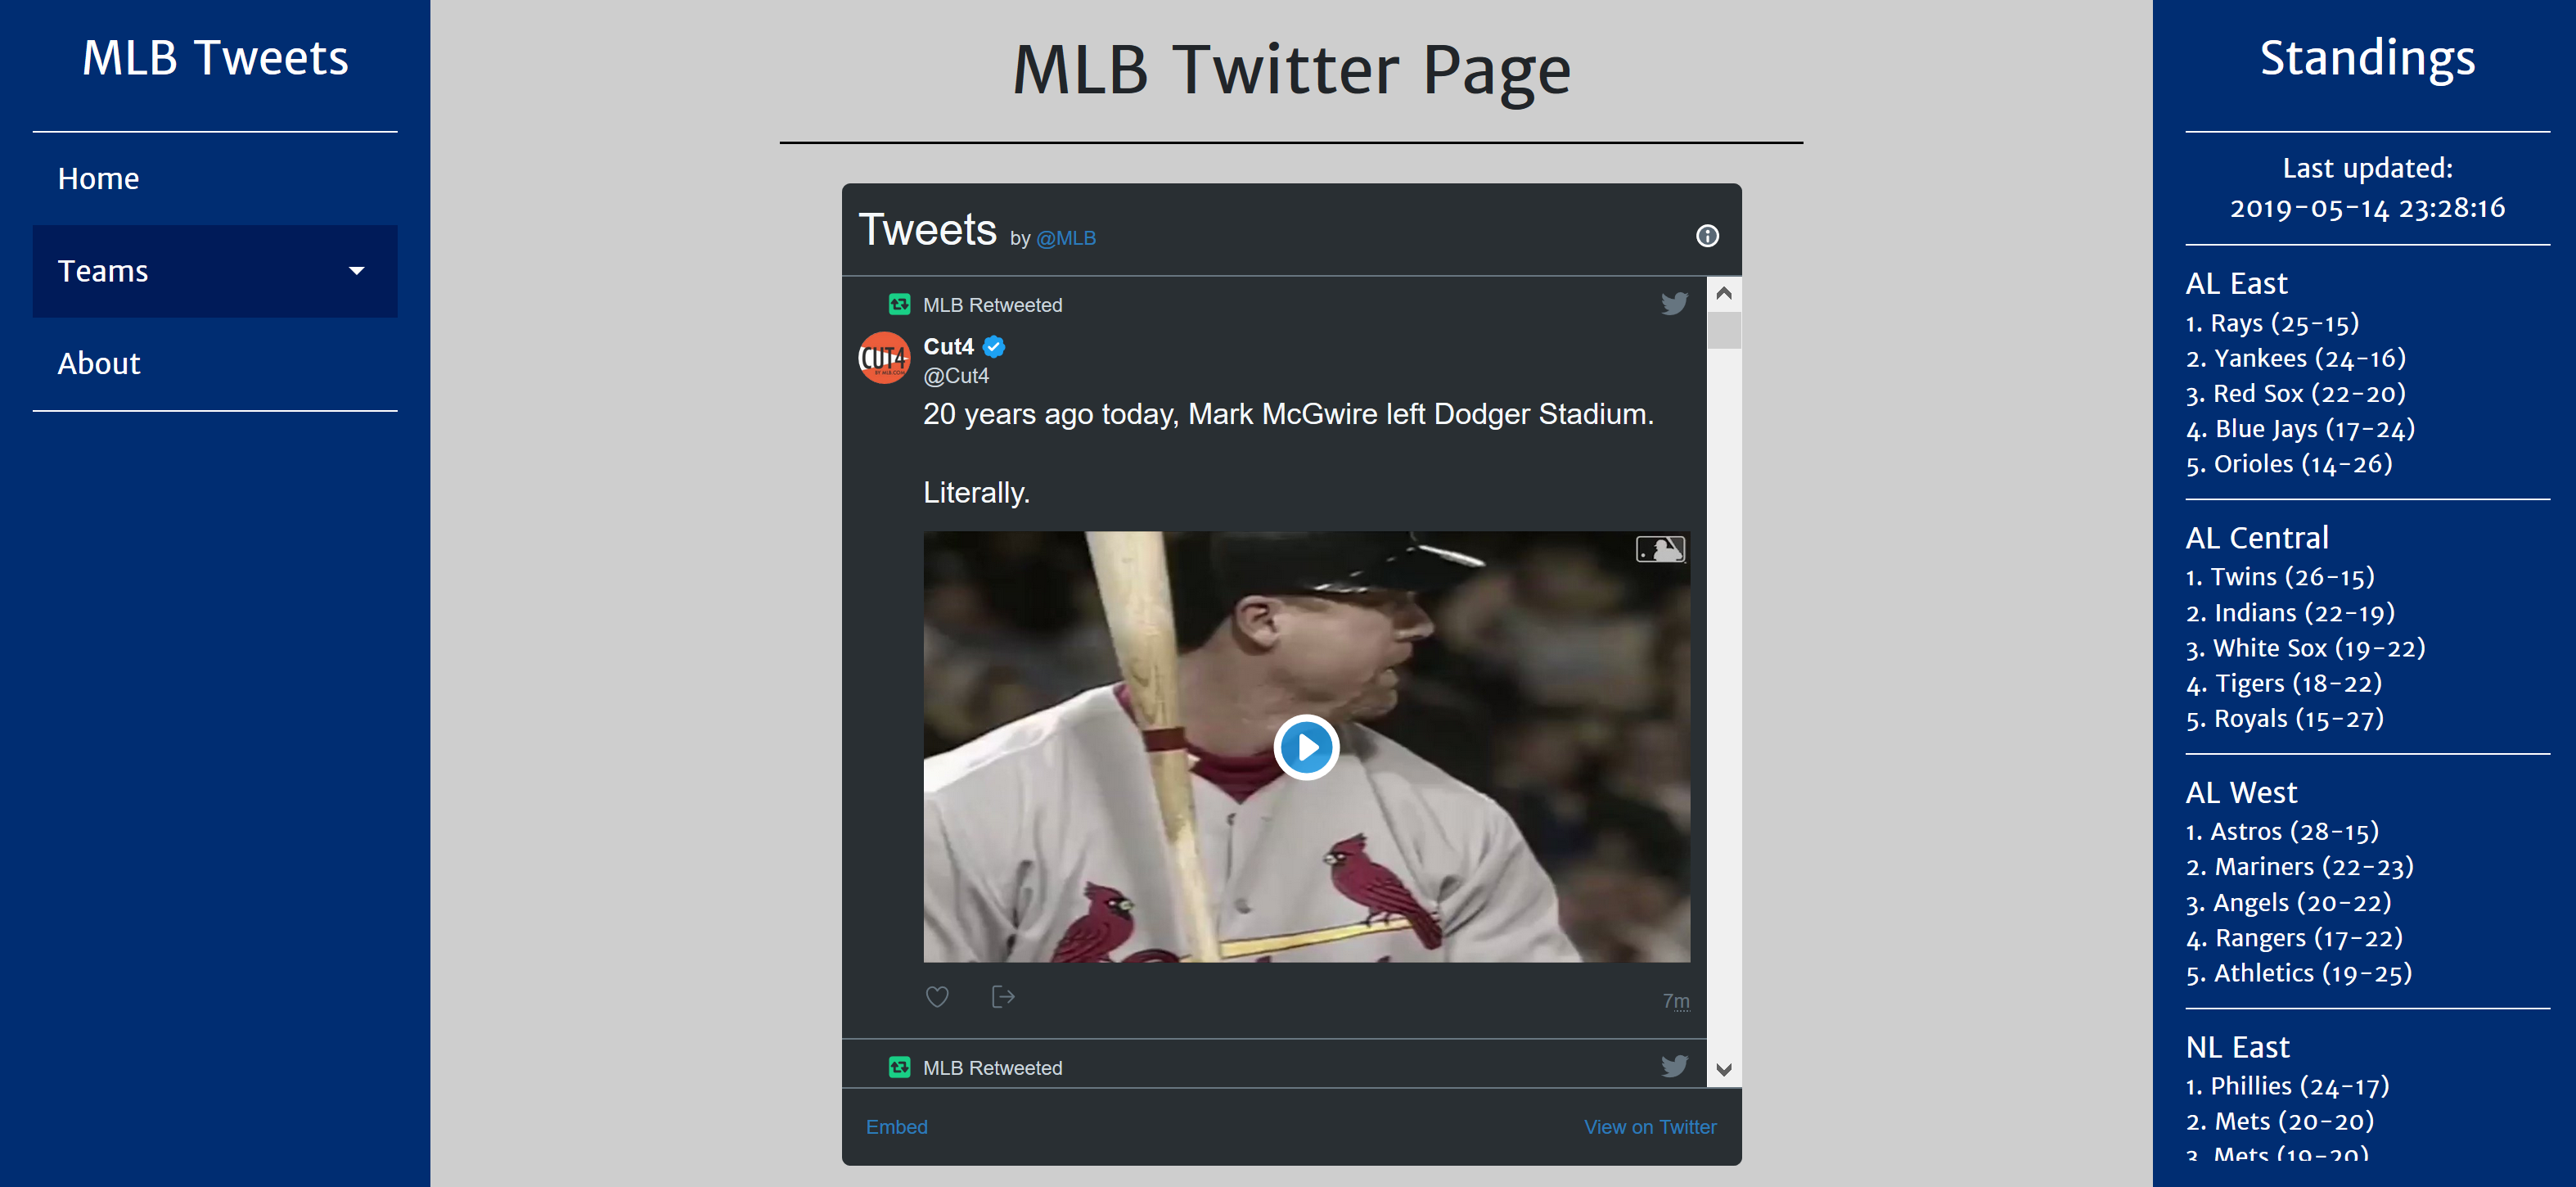 MLB Tweets
Home
Teams
About
MLB Twitter Page
Tweets by @MLB
MLB Retweeted
CUT4
BY MLB.COM
Cut4
@Cut4
20 years ago today, Mark McGwire left Dodger Stadium.
Literally.
7m
MLB Retweeted
Embed
View on Twitter
Standings
Last updated:
2019-05-14 23:28:16
AL East
1. Rays (25-15)
2. Yankees (24-16)
3. Red Sox (22-20)
4. Blue Jays (17-24)
5. Orioles (14-26)
AL Central
1. Twins (26-15)
2. Indians (22-19)
3. White Sox (19-22)
4. Tigers (18-22)
5. Royals (15-27)
AL West
1. Astros (28-15)
2. Mariners (22-23)
3. Angels (20-22)
4. Rangers (17-22)
5. Athletics (19-25)
NL East
1. Phillies (24-17)
2. Mets (20-20)
3. Mets (19-20)